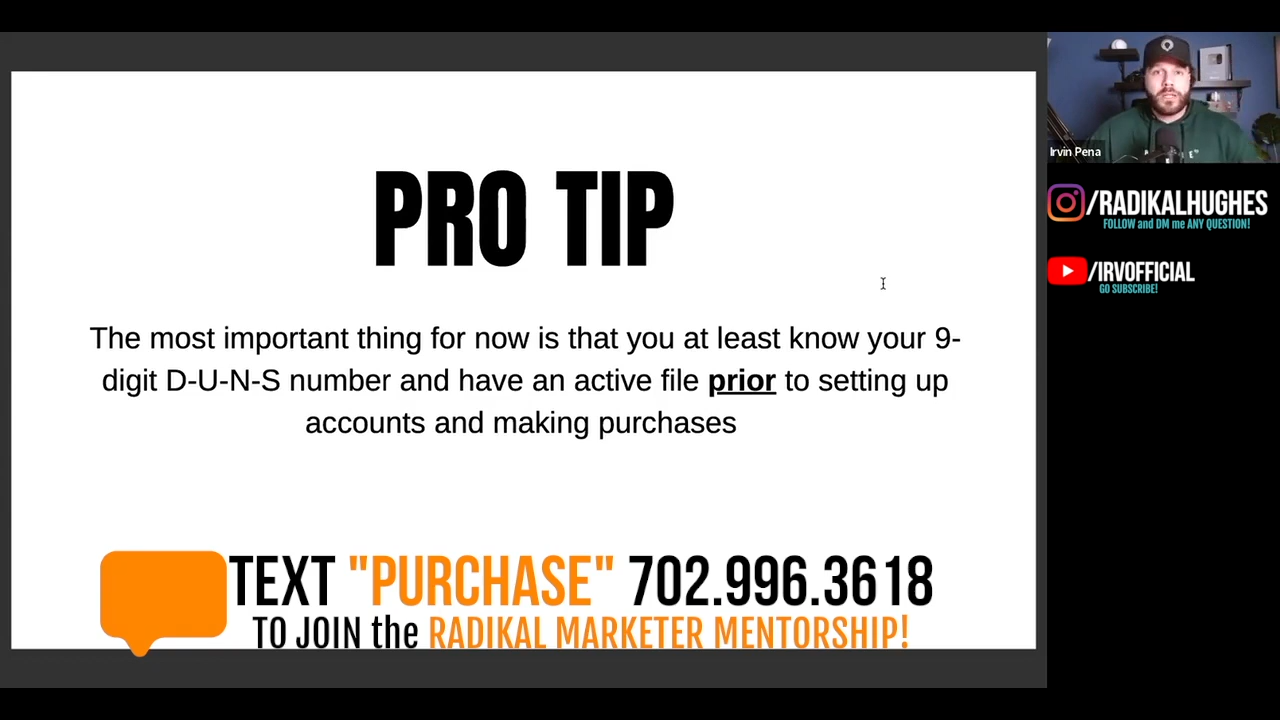 PRO TIP
The most important thing for now is that you at least know your 9-
digit D-U-N-S number and have an active file prior to setting up
accounts and making purchases
TEXT "PURCHASE" 702.996.3618
TO JOIN the RADIKAL MARKETER MENTORSHIP!
Irvin Pena
/RADIKALHUGHES
FOLLOW and DM me ANY QUESTION!
/IRVOFFICIAL
GO SUBSCRIBE!